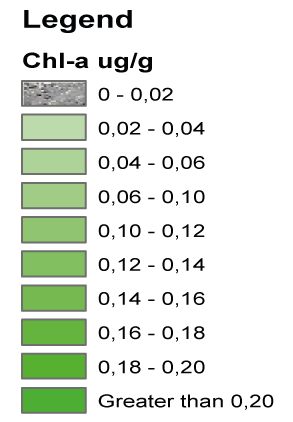 Legend
Chl-a ug/g
0 - 0,02
0,02 - 0,04
0,04 - 0,06
0,06 - 0,10
0,10 - 0,12
0,12 - 0,14
0,14 - 0,16
0,16 - 0,18
0,18 - 0,20
Greater than 0,20